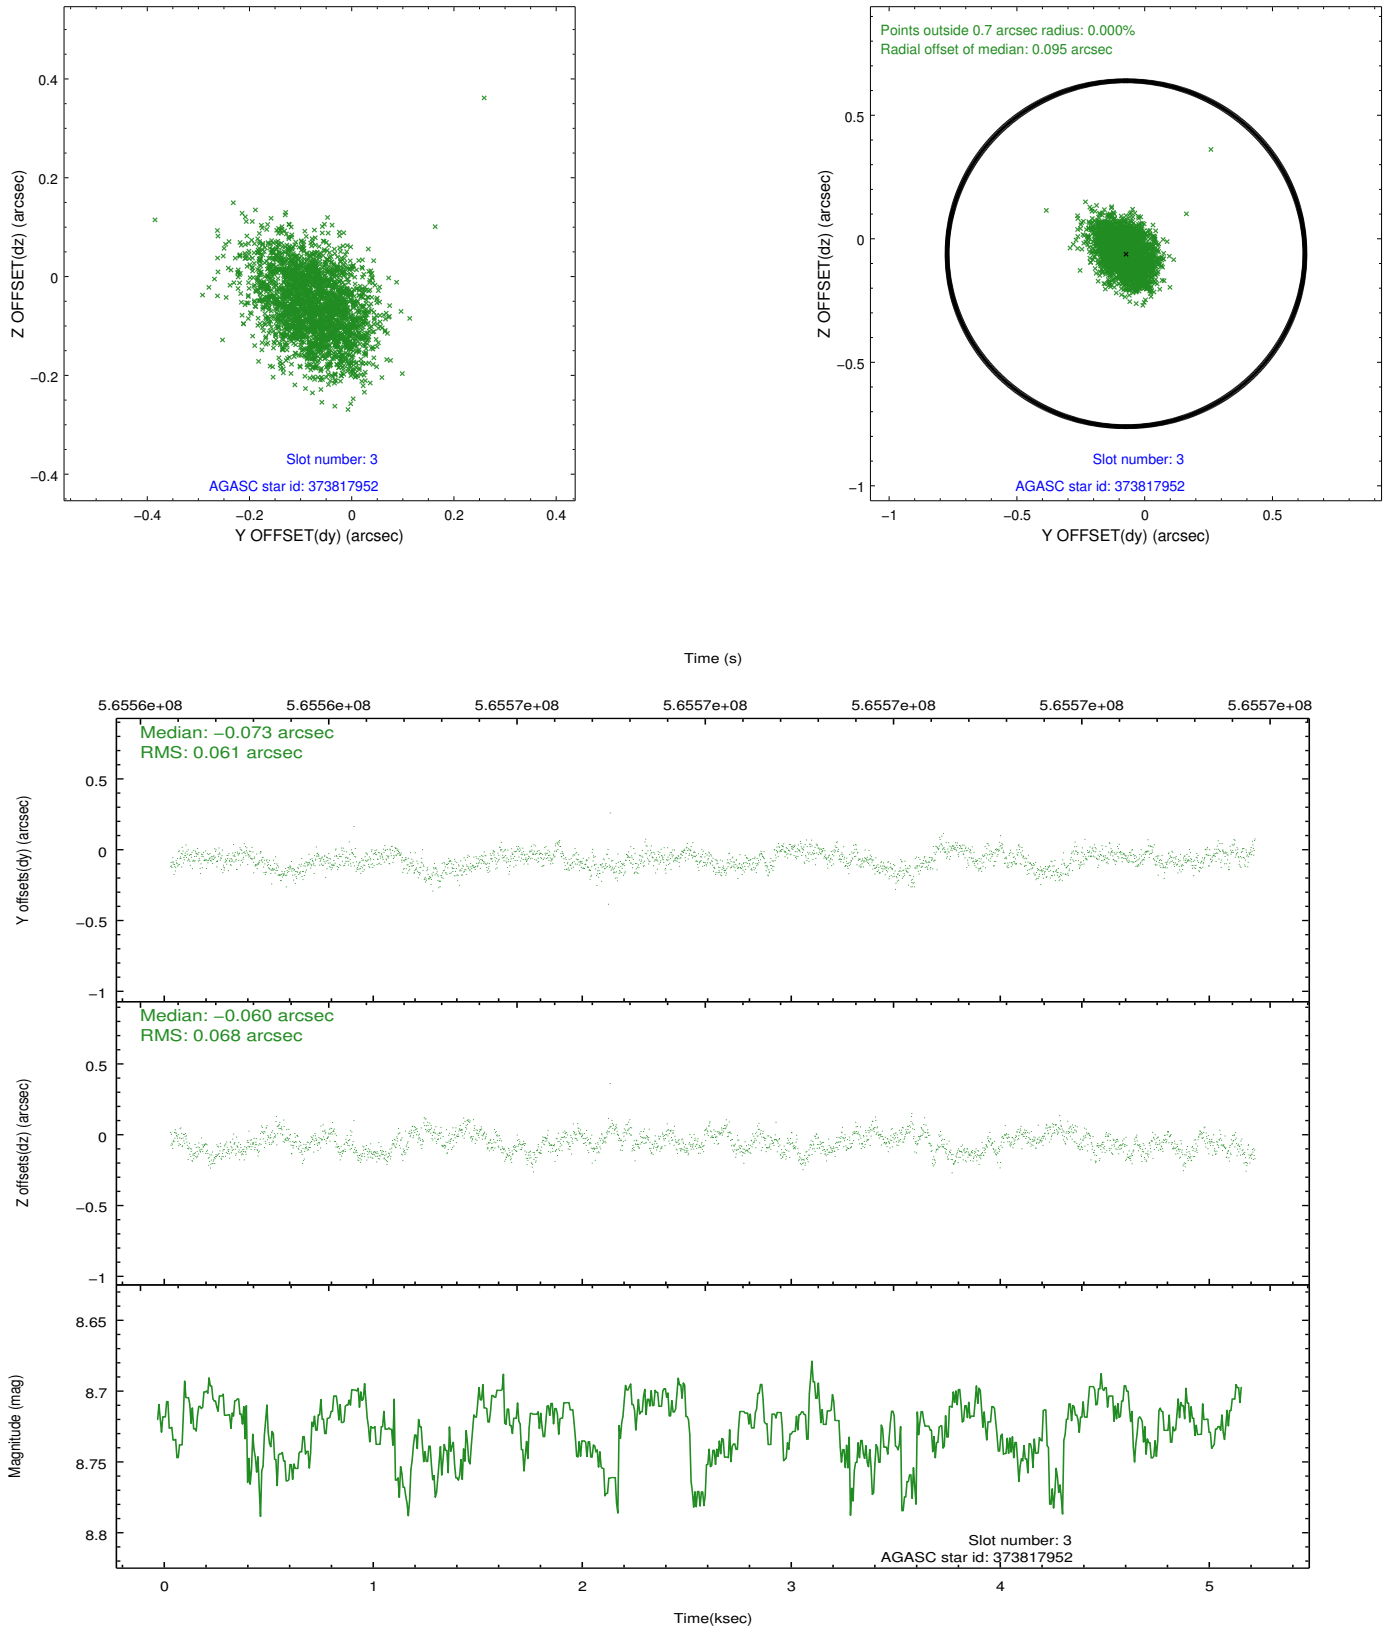 0.4
0.2
0
−0.2
−0.4
Z OFFSET(dz) (arcsec)
Slot number: 3
AGASC star id: 373817952
−0.4 −0.2 0 0.2 0.4
Y OFFSET(dy) (arcsec)
Points outside 0.7 arcsec radius: 0.000%
Radial offset of median: 0.095 arcsec
0.5
0
−0.5
−1
Z OFFSET(dz) (arcsec)
Slot number: 3
AGASC star id: 373817952
−1 −0.5 0 0.5
Y OFFSET(dy) (arcsec)
Time (s)
5.6556e+08 5.6556e+08 5.6557e+08 5.6557e+08 5.6557e+08 5.6557e+08 5.6557e+08
Median: −0.073 arcsec
RMS: 0.061 arcsec
0.5
0
−0.5
−1
Y offsets(dy) (arcsec)
Median: −0.060 arcsec
RMS: 0.068 arcsec
0.5
0
−0.5
−1
Z offsets(dz) (arcsec)
8.65
8.7
8.75
8.8
Magnitude (mag)
Slot number: 3
AGASC star id: 373817952
0 1 2 3 4 5
Time(ksec)